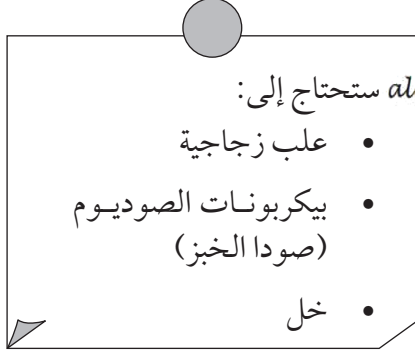 ستحتاج إلى:
• علب زجاجية
• بيكربونات الصوديوم
(صودا الخبز)
• خل